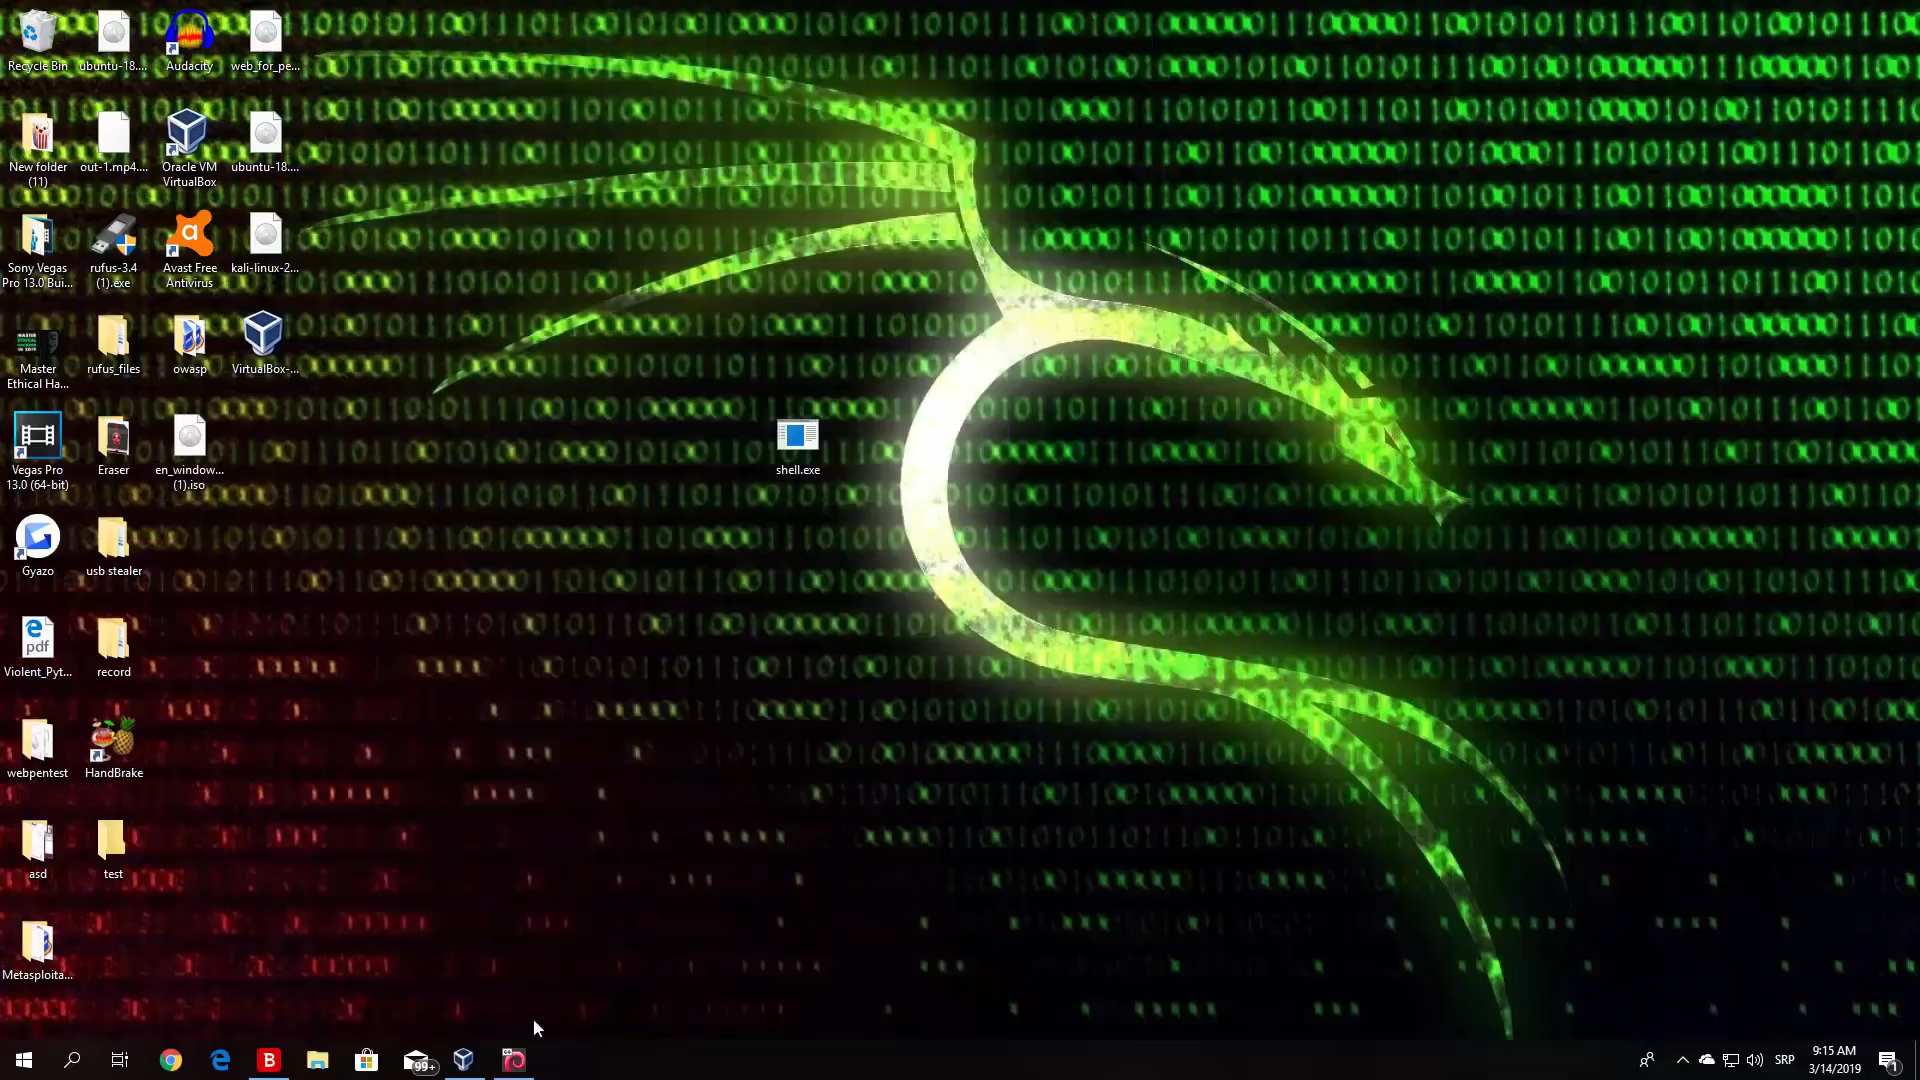 Recycle Bin
ubuntu-18....
Audacity
web_for_pe...
New folder
(11)
out-1.mp4....
Oracle VM
VirtualBox
ubuntu-18....
Sony Vegas
Pro 13.0 Bui...
rufus-3.4
(1).exe
Avast Free
Antivirus
kali-linux-2...
Master
Ethical Ha...
rufus_files
owasp
VirtualBox-...
Vegas Pro
13.0 (64-bit)
Eraser
en_window...
(1).iso
shell.exe
Gyazo
usb stealer
pdf
Violent_Pyt...
record
webpentest
HandBrake
asd
test
Metasploita...
99+
SRP
9:15 AM
3/14/2019
1